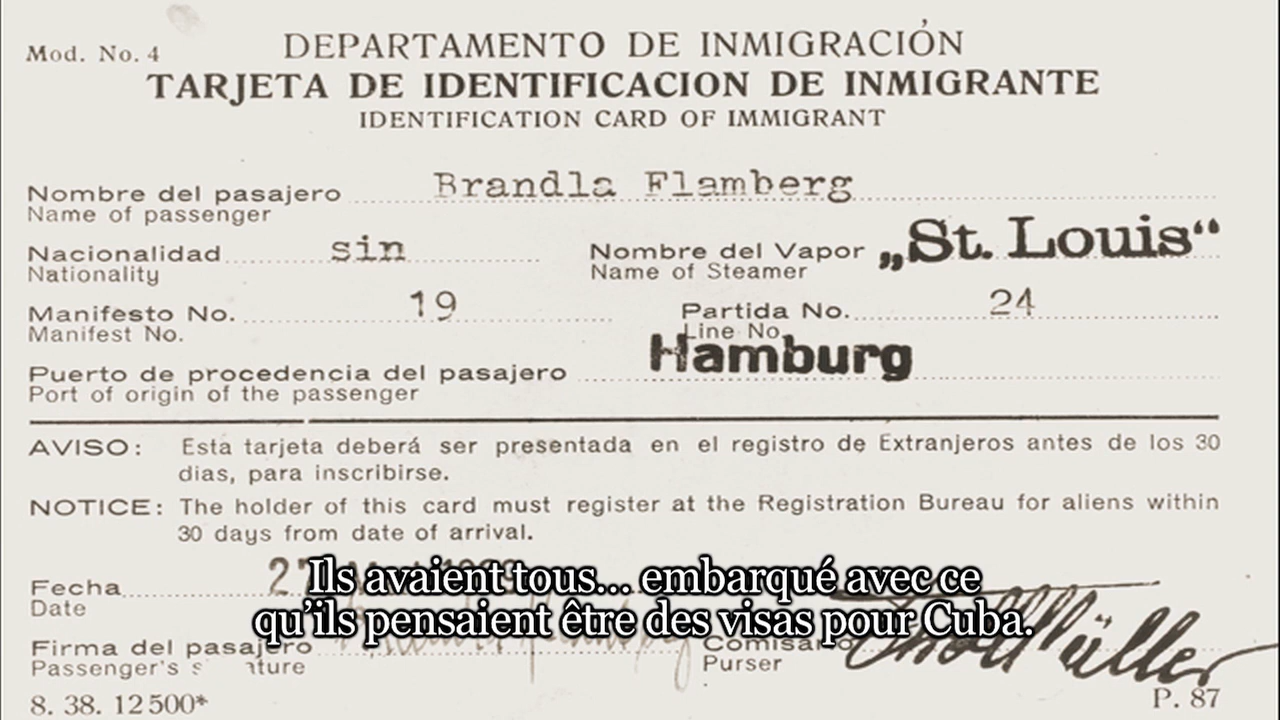 Mod. No. 4
DEPARTAMENTO DE INMIGRACIÓN
TARJETA DE IDENTIFICACION DE INMIGRANTE
IDENTIFICATION CARD OF IMMIGRANT
Nombre del pasajero Brandla Flamberg
Name of passenger
Nacionalidad sin Nombre del Vapor „St. Louis“
Nationality Name of Steamer
Manifesto No. 19 Partida No. 24
Manifest No. Line No.
Puerto de procedencia del pasajero Hamburg
Port of origin of the passenger
AVISO: Esta tarjeta deberá ser presentada en el registro de Extranjeros antes de los 30
dias, para inscribirse.
NOTICE: The holder of this card must register at the Registration Bureau for aliens within
30 days from date of arrival.
Fecha
Date
Ils avaient tous... embarqué avec ce
qu'ils pensaient être des visas pour Cuba.
Firma del pasajero Comisario Müller
Passenger's Purser
8. 38. 12500* P. 87